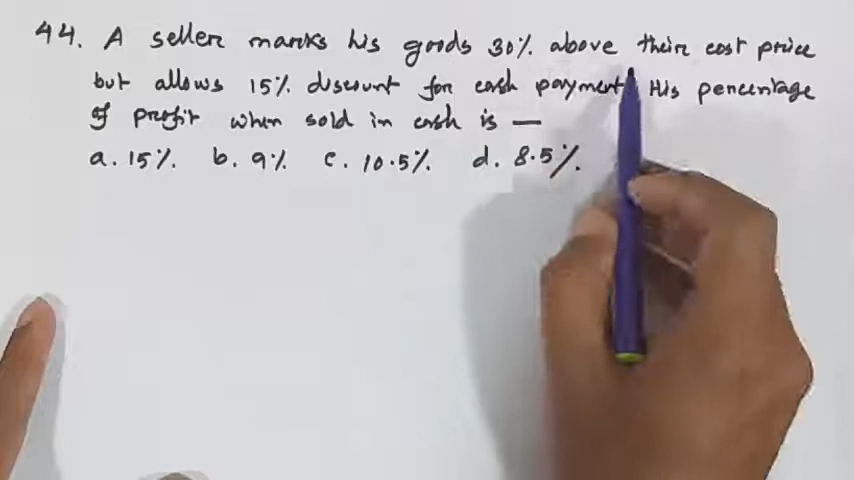 44. A seller marks his goods 30% above their cost price
but allows 15% discount for cash payment. His percentage
of profit when sold in cash is —
a. 15%. b. 9% c. 10.5% d. 8.5%.